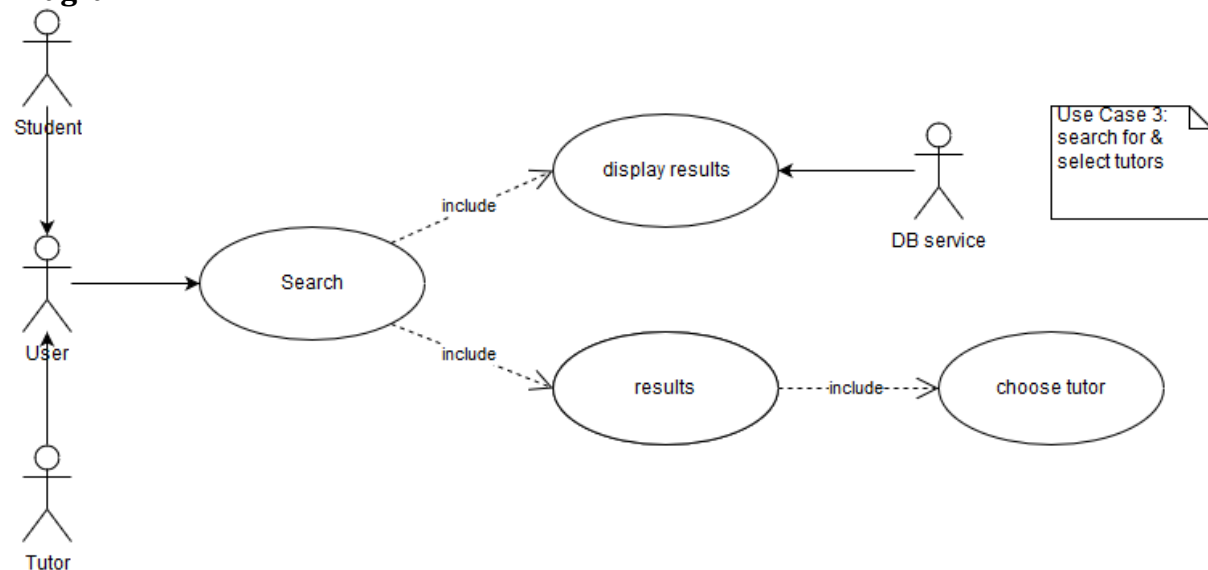 Student
Use Case 3:
search for &
select tutors
display results
DB service
include
Search
User
include
results
include
choose tutor
Tutor